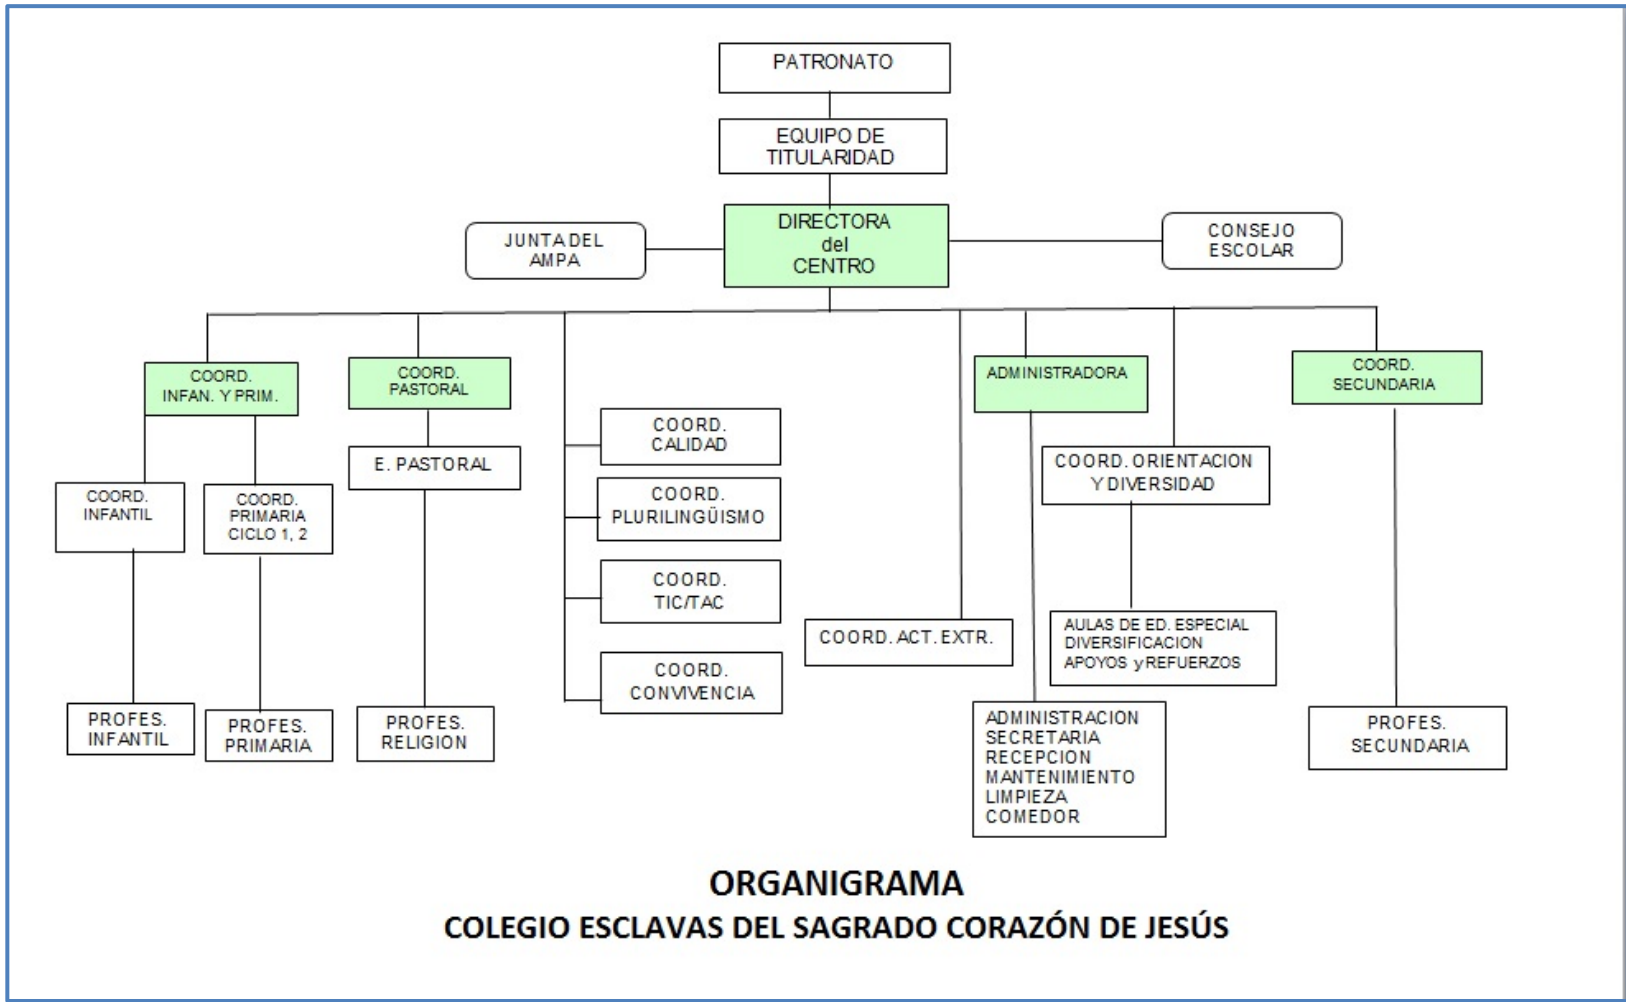 PATRONATO
EQUIPO DE
TITULARIDAD
DIRECTORA
del
CENTRO
JUNTA DEL
AMPA
CONSEJO
ESCOLAR
COORD.
INFAN. Y PRIM.
COORD.
PASTORAL
ADMINISTRADORA
COORD.
SECUNDARIA
COORD.
CALIDAD
E. PASTORAL
COORD. ORIENTACION
Y DIVERSIDAD
COORD.
INFANTIL
COORD.
PRIMARIA
CICLO 1, 2
COORD.
PLURILINGÜISMO
COORD.
TIC/TAC
COORD. ACT. EXTR.
AULAS DE ED. ESPECIAL
DIVERSIFICACION
APOYOS y REFUERZOS
COORD.
CONVIVENCIA
PROFES.
INFANTIL
PROFES.
PRIMARIA
PROFES.
RELIGION
ADMINISTRACION
SECRETARIA
RECEPCION
MANTENIMIENTO
LIMPIEZA
COMEDOR
PROFES.
SECUNDARIA
ORGANIGRAMA
COLEGIO ESCLAVAS DEL SAGRADO CORAZÓN DE JESÚS